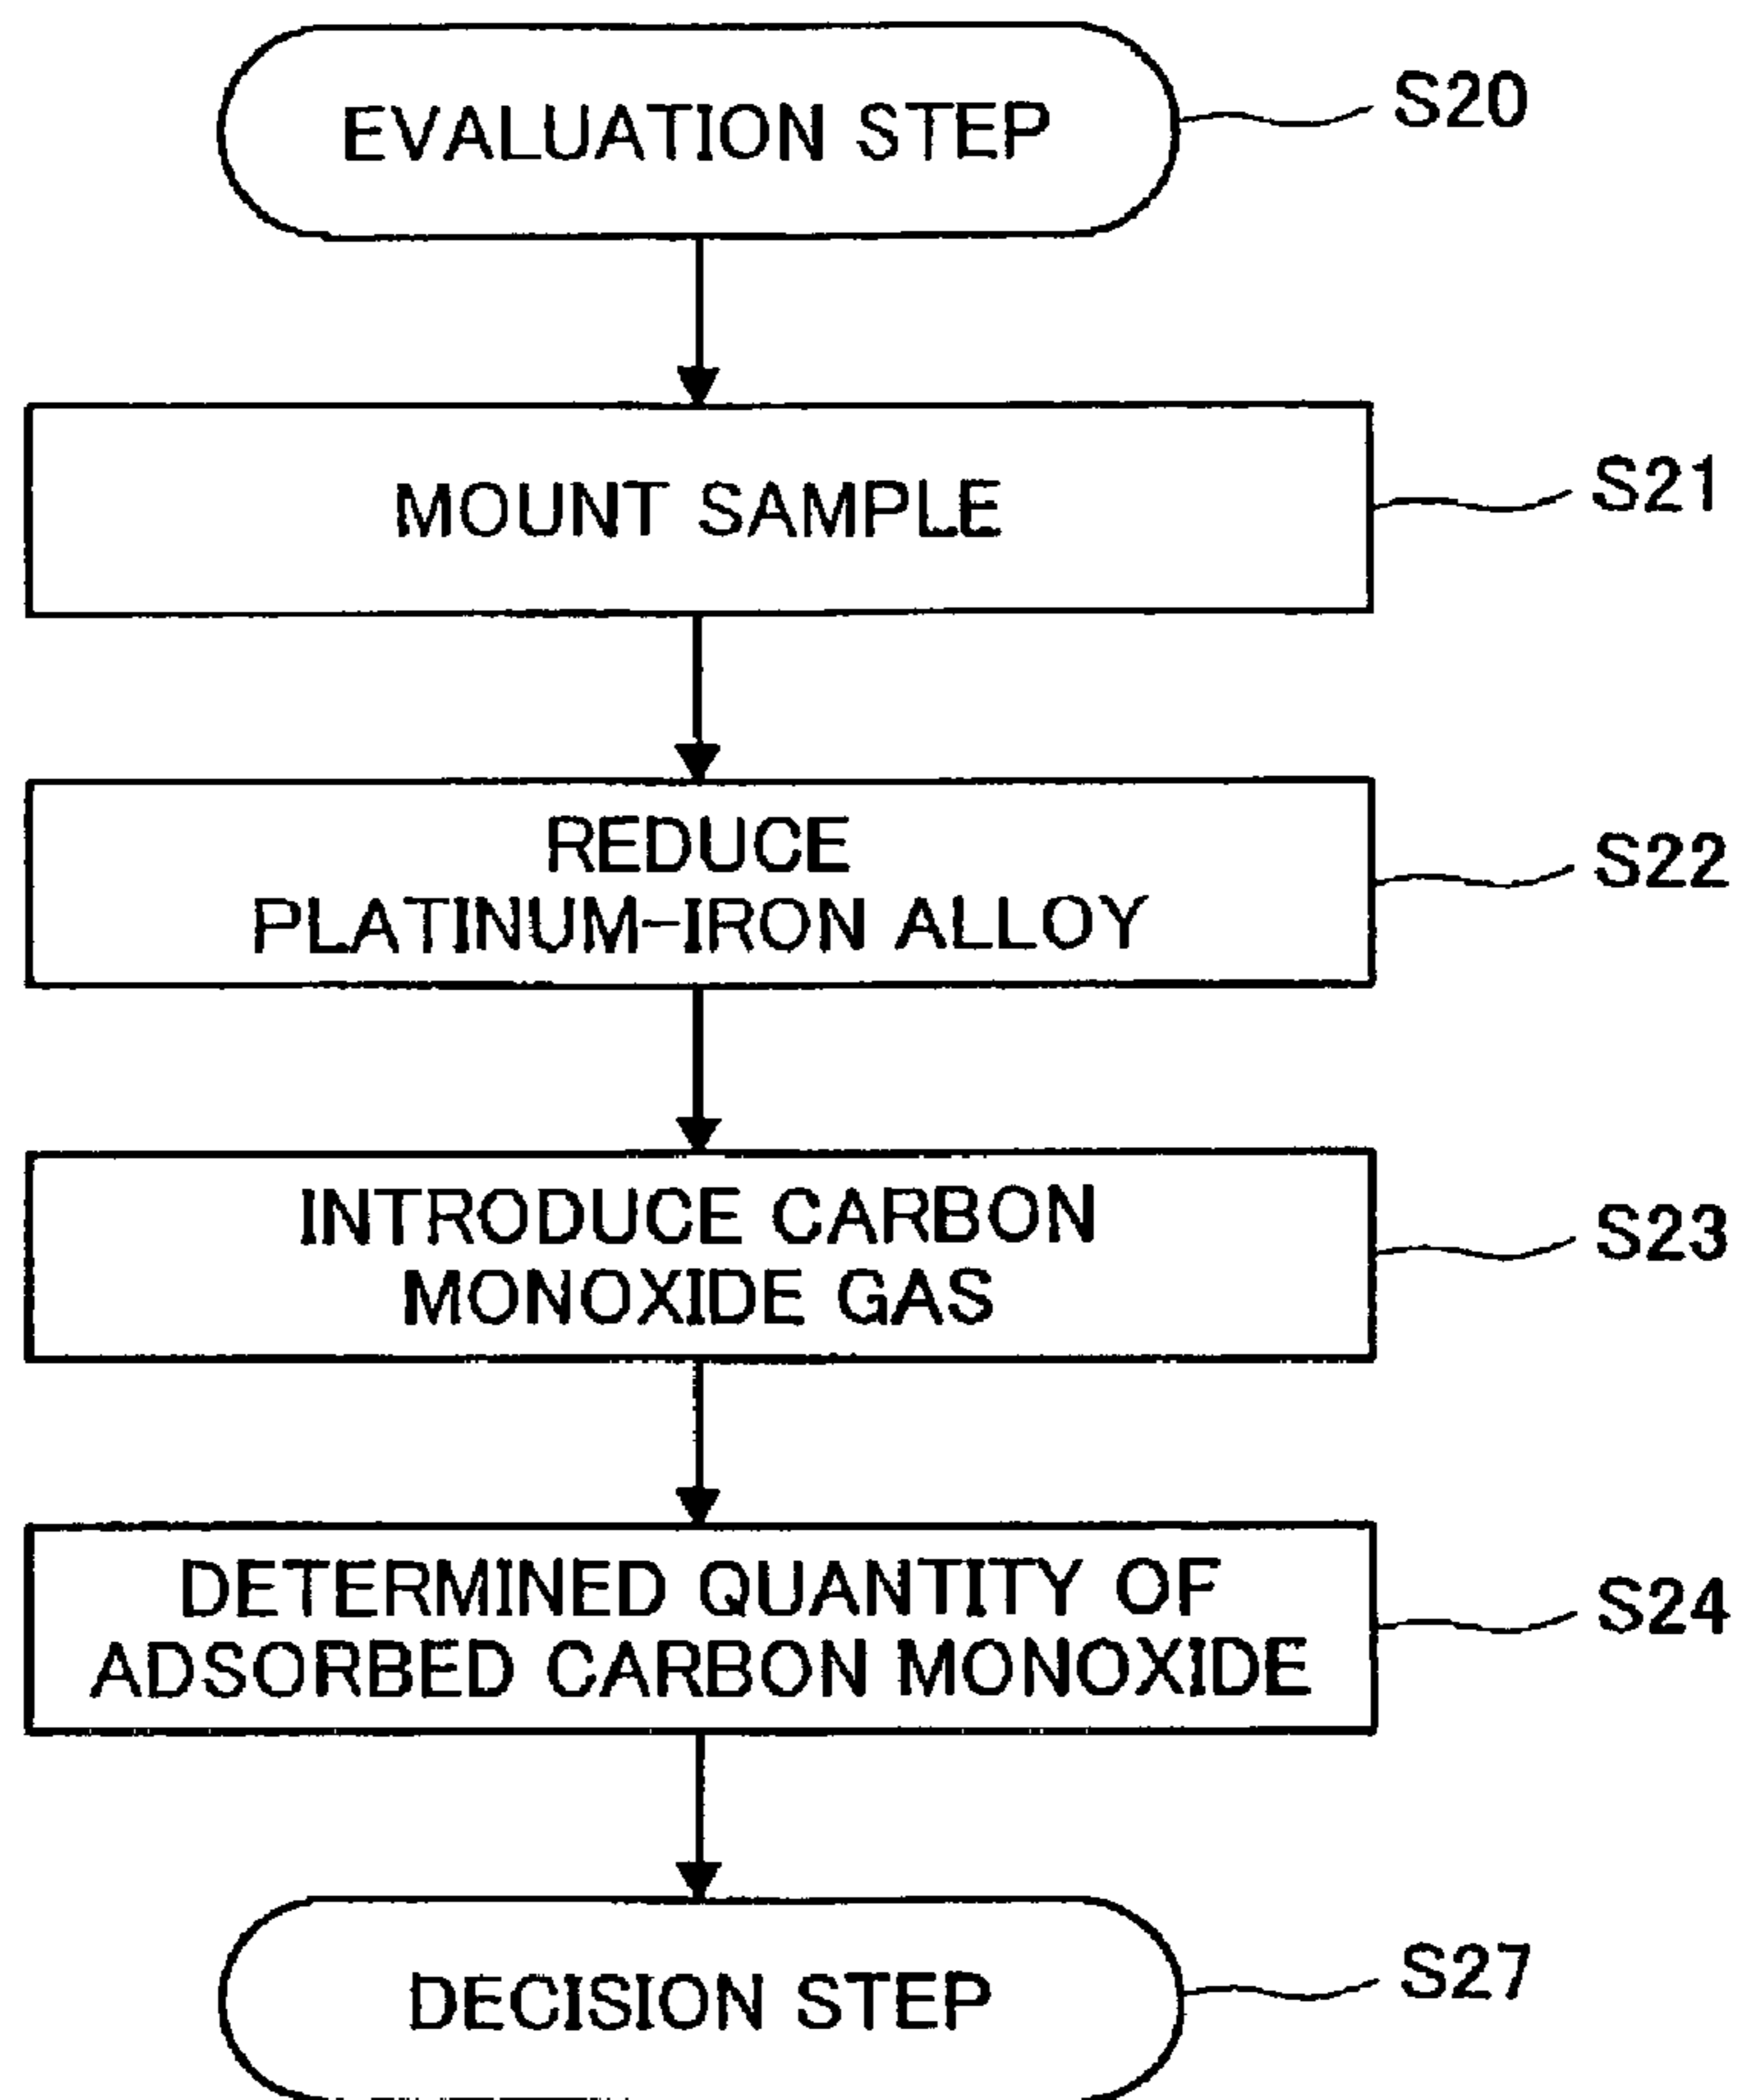 EVALUATION STEP
S20
MOUNT SAMPLE
S21
REDUCE
PLATINUM-IRON ALLOY
S22
INTRODUCE CARBON
MONOXIDE GAS
S23
DETERMINED QUANTITY OF
ADSORBED CARBON MONOXIDE
S24
DECISION STEP
S27